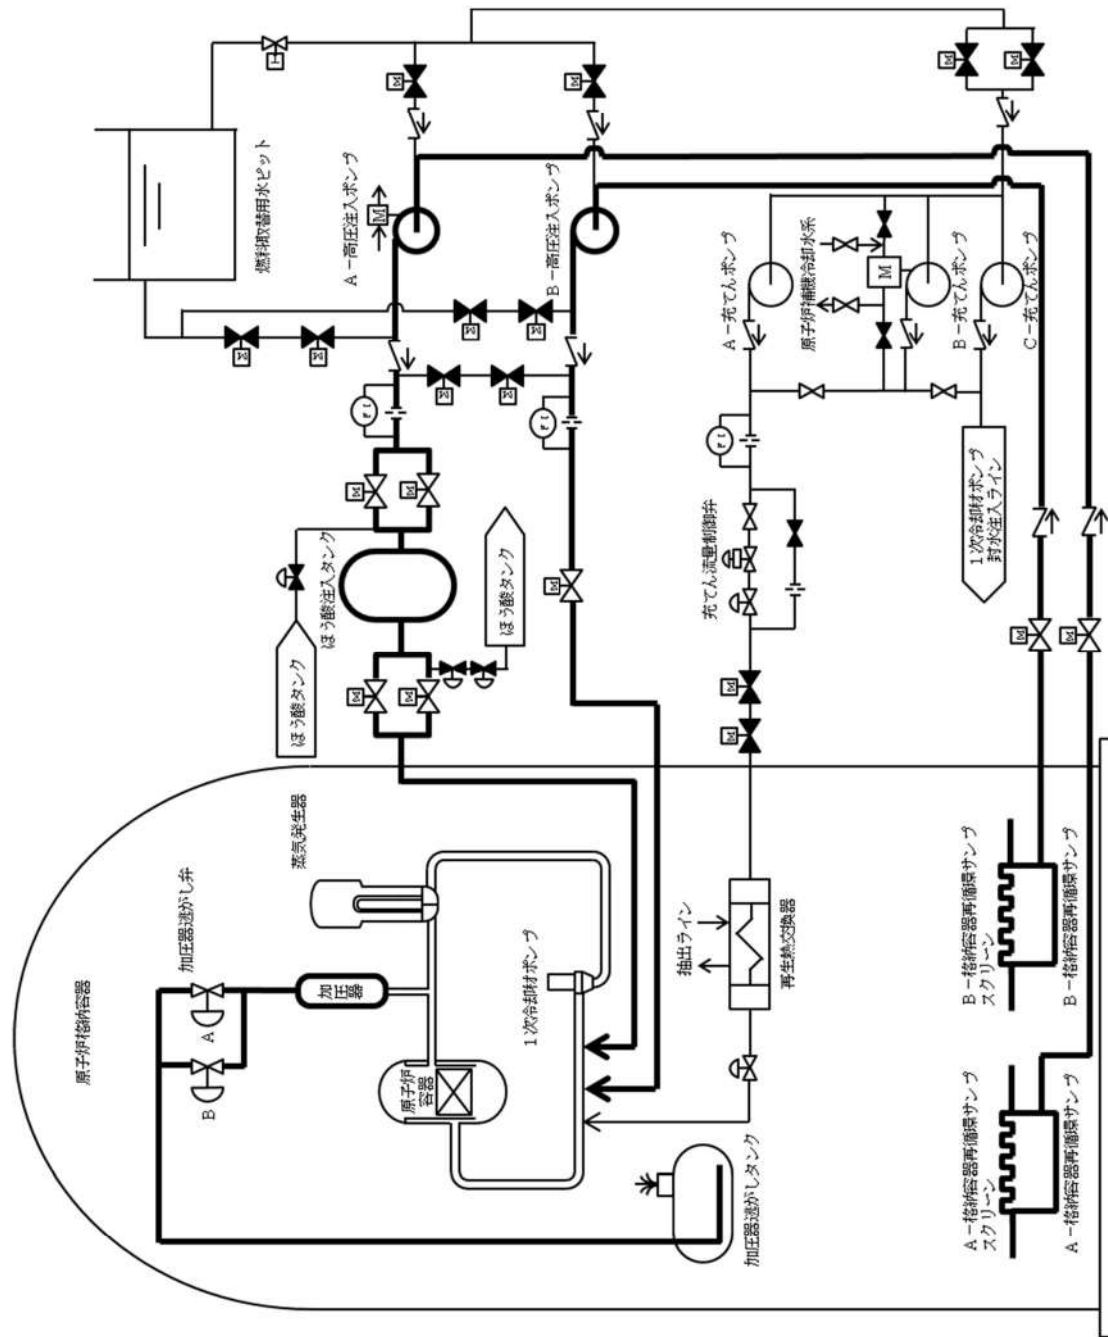 燃料取替用水ピット
A－高圧注入ポンプ
M
B－高圧注入ポンプ
A－充てんポンプ
原子炉補機冷却水系
M
B－充てんポンプ
C－充てんポンプ
1次冷却材ポンプ
封水注入ライン
ほう酸タンク
ほう酸注入タンク
ほう酸タンク
充てん流量制御弁
原子炉格納容器
加圧器逃がし弁
A
B
蒸気発生器
加圧器
原子炉
容器
1次冷却材ポンプ
抽出ライン
再生熱交換器
加圧器逃がしタンク
B－格納容器再循環サンプ
スクリーン
B－格納容器再循環サンプ
A－格納容器再循環サンプ
スクリーン
A－格納容器再循環サンプ